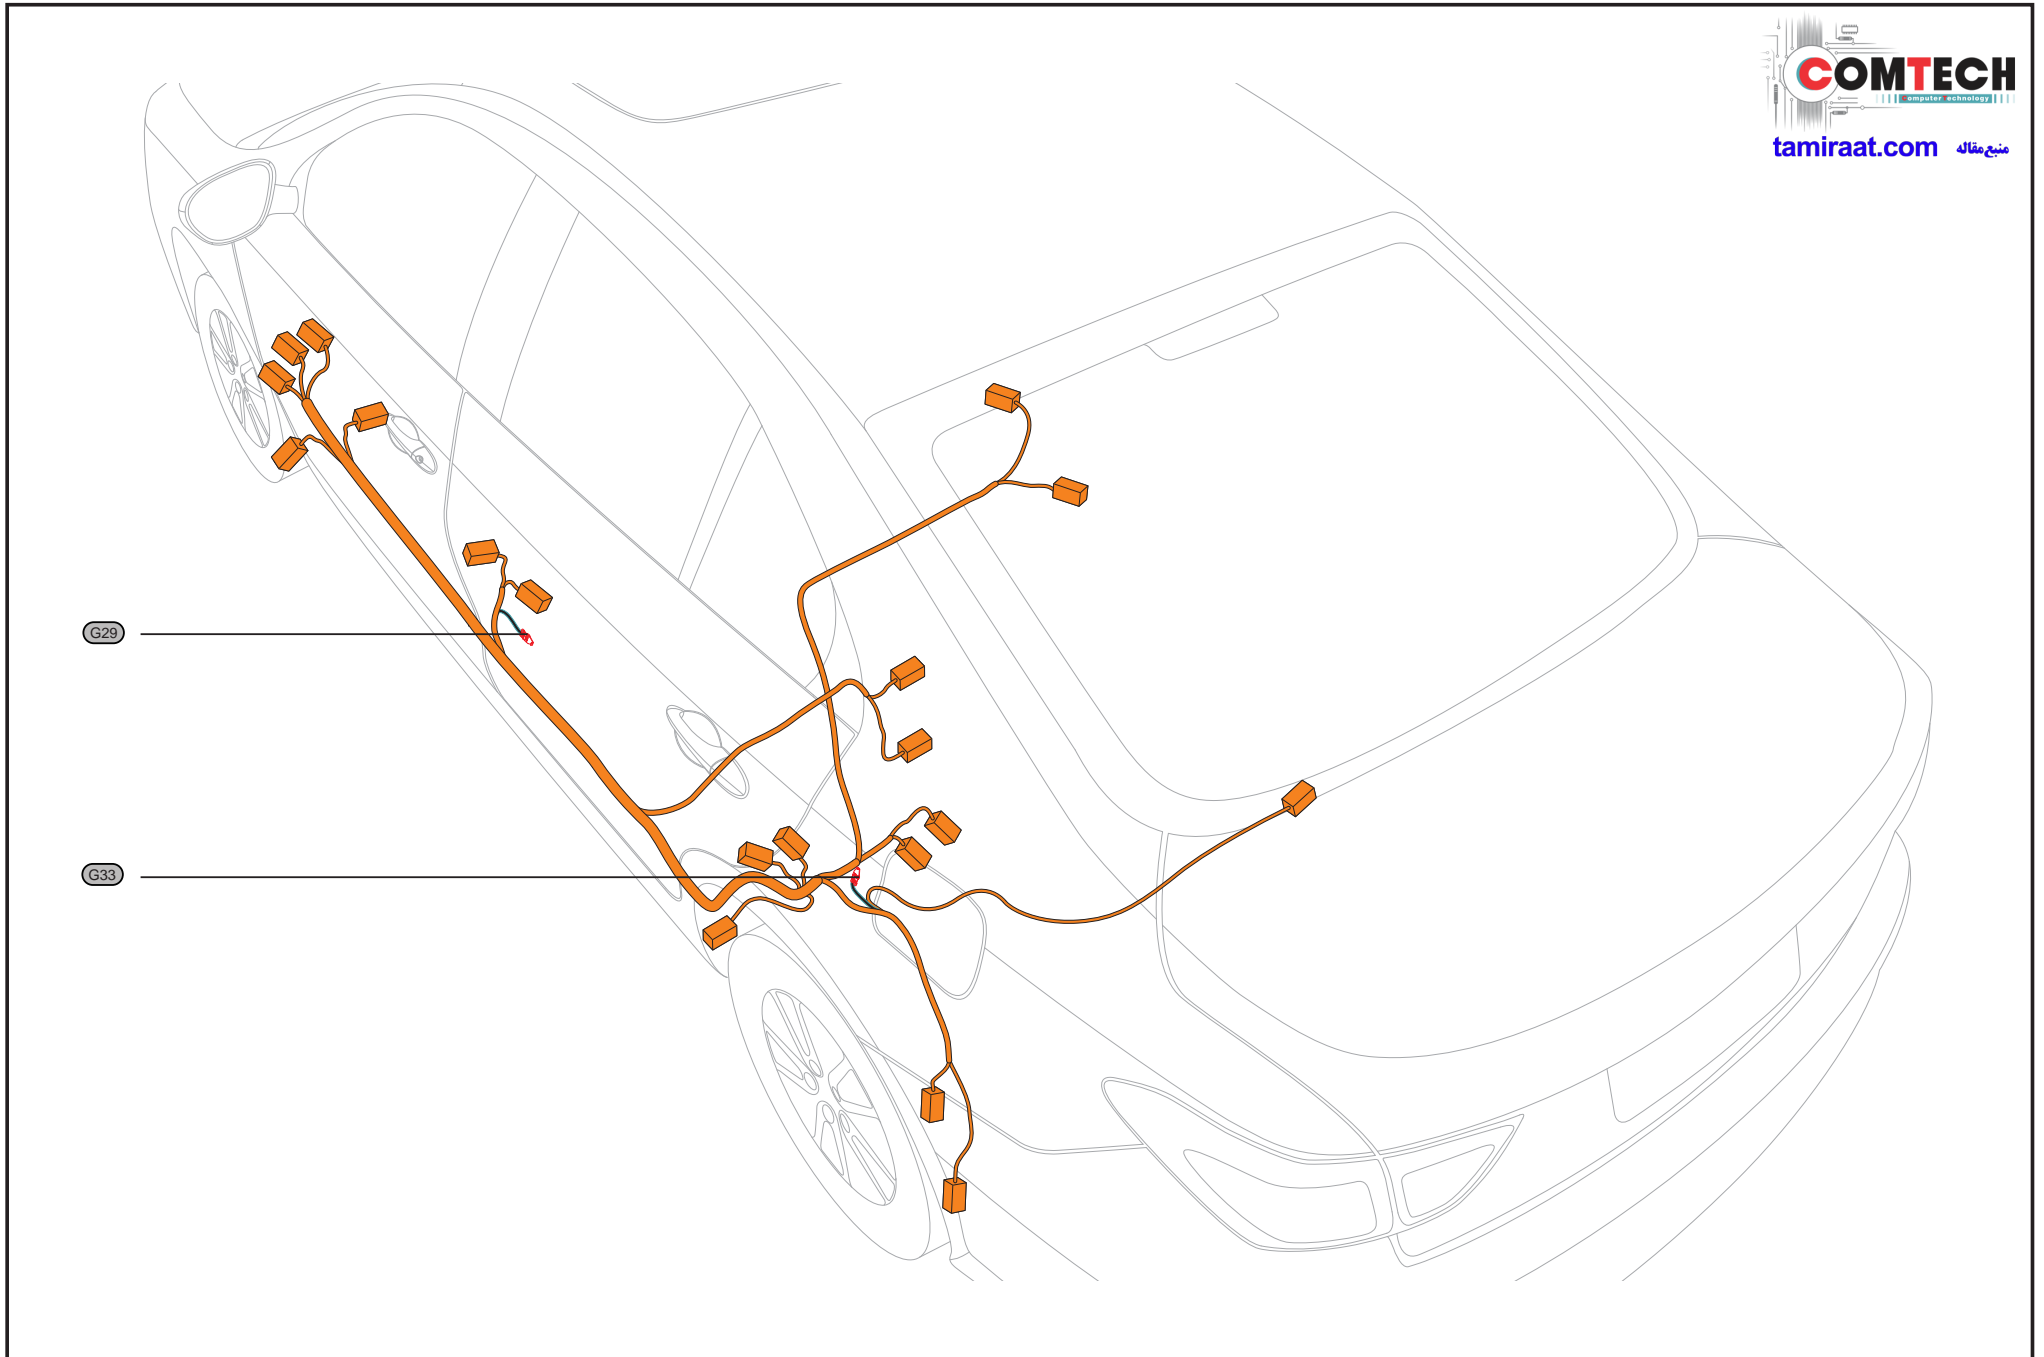 COMTECH
Computer Technology
tamiraat.com منبع مقاله
G29
G33